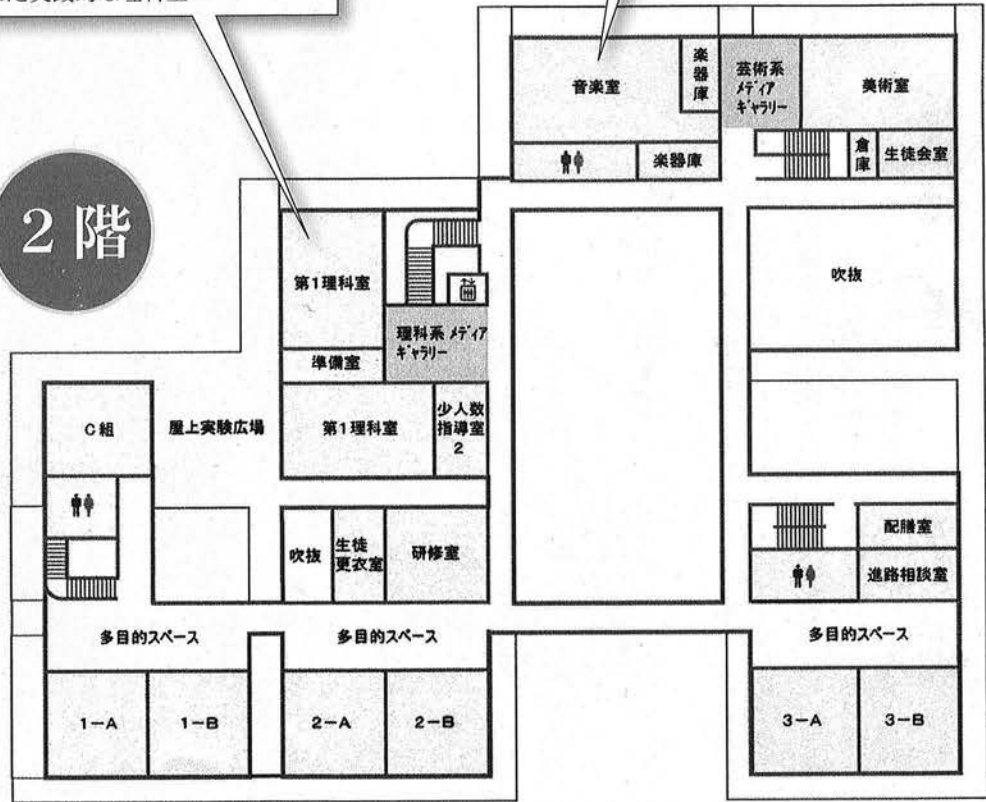 音楽室
楽器庫
芸術系
メディア
ギャラリー
美術室
楽器庫
倉庫
生徒会室
2階
第1理科室
吹抜
理科系 メディア
ギャラリー
準備室
C組
屋上実験広場
第1理科室
少人数
指導室
2
吹抜
生徒
更衣室
研修室
配膳室
進路相談室
多目的スペース
多目的スペース
多目的スペース
1-A
1-B
2-A
2-B
3-A
3-B